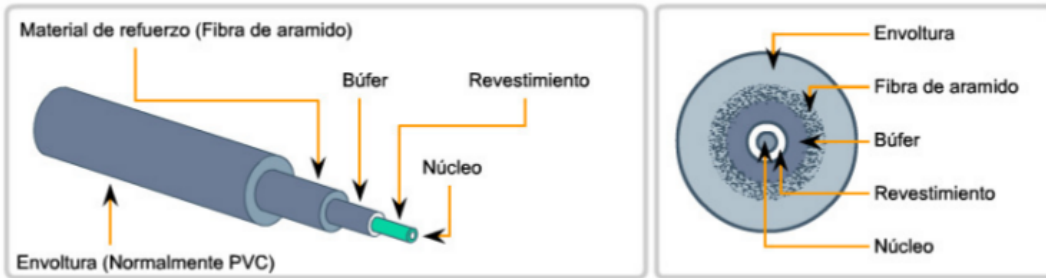 Material de refuerzo (Fibra de aramido)
Búfer
Revestimiento
Núcleo
Envoltura (Normalmente PVC)
Envoltura
Fibra de aramido
Búfer
Revestimiento
Núcleo